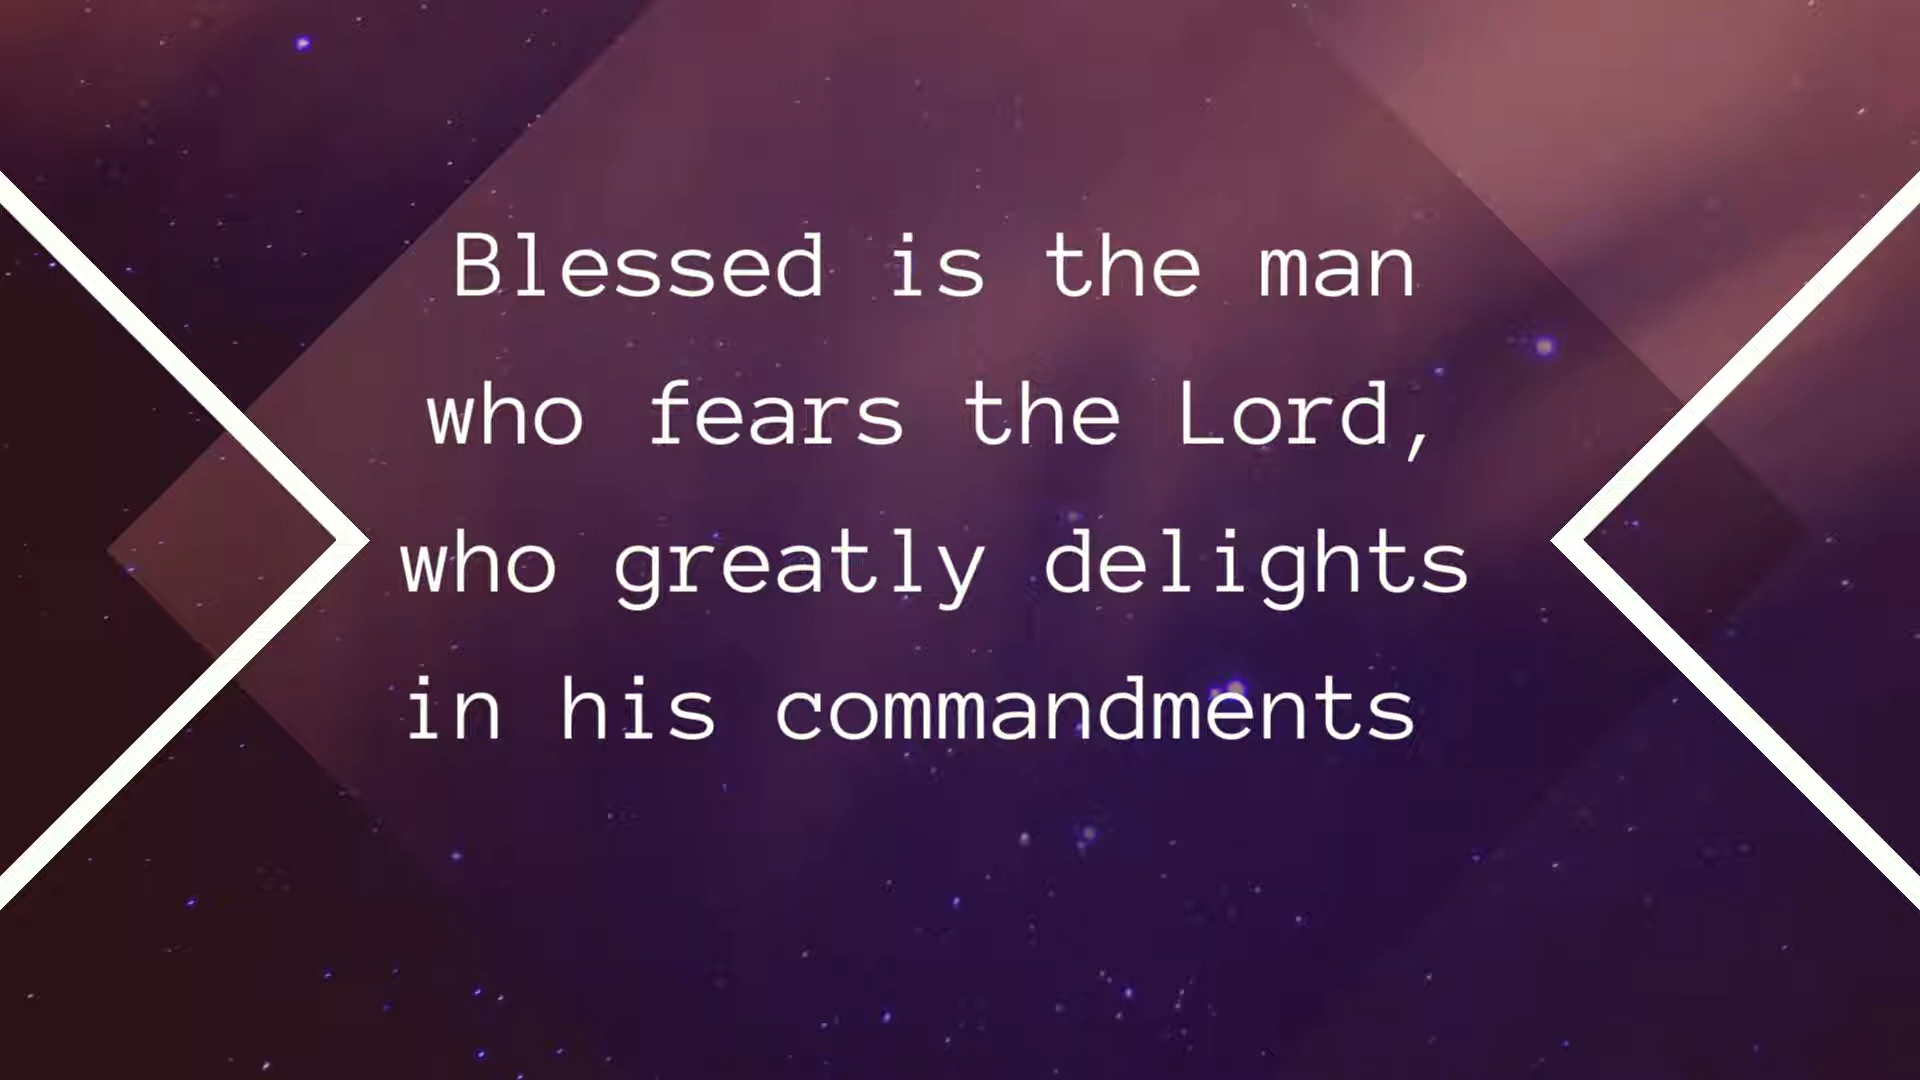 Blessed is the man
who fears the Lord,
who greatly delights
in his commandments